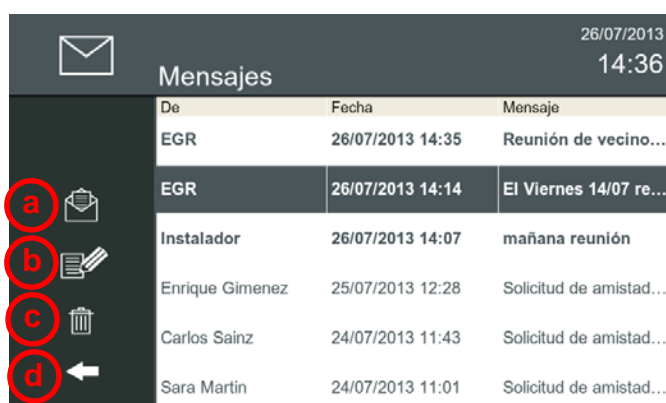 26/07/2013
14:36
Mensajes
De Fecha Mensaje
EGR 26/07/2013 14:35 Reunión de vecino...
a
EGR 26/07/2013 14:14 El Viernes 14/07 re...
b
Instalador 26/07/2013 14:07 mañana reunión
Enrique Gimenez 25/07/2013 12:28 Solicitud de amistad...
c
Carlos Sainz 24/07/2013 11:43 Solicitud de amistad...
d
Sara Martin 24/07/2013 11:01 Solicitud de amistad...